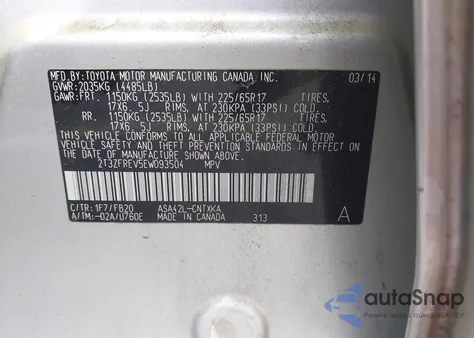 MFD.BY: TOYOTA MOTOR MANUFACTURING CANADA, INC. 03/14
GVWR: 2035KG (4485LB)
GAWR: FRT. 1150KG (2535LB) WITH 225/65R17 TIRES,
17X6.5J RIMS, AT 230KPA (33PSI) COLD
RR. 1150KG (2535LB) WITH 225/65R17 TIRES,
17X6.5J RIMS, AT 230KPA (33PSI) COLD
THIS VEHICLE CONFORMS TO ALL APPLICABLE FEDERAL MOTOR
VEHICLE SAFETY AND THEFT PREVENTION STANDARDS IN EFFECT
ON THE DATE OF MANUFACTURE SHOWN ABOVE.
2T3ZFREV5EW093504 MPV
C/TR: 1F7/FB20 ASA42L-CNTXKA
A/TM: -02A/U760E MADE IN CANADA 313 A
autoSnap